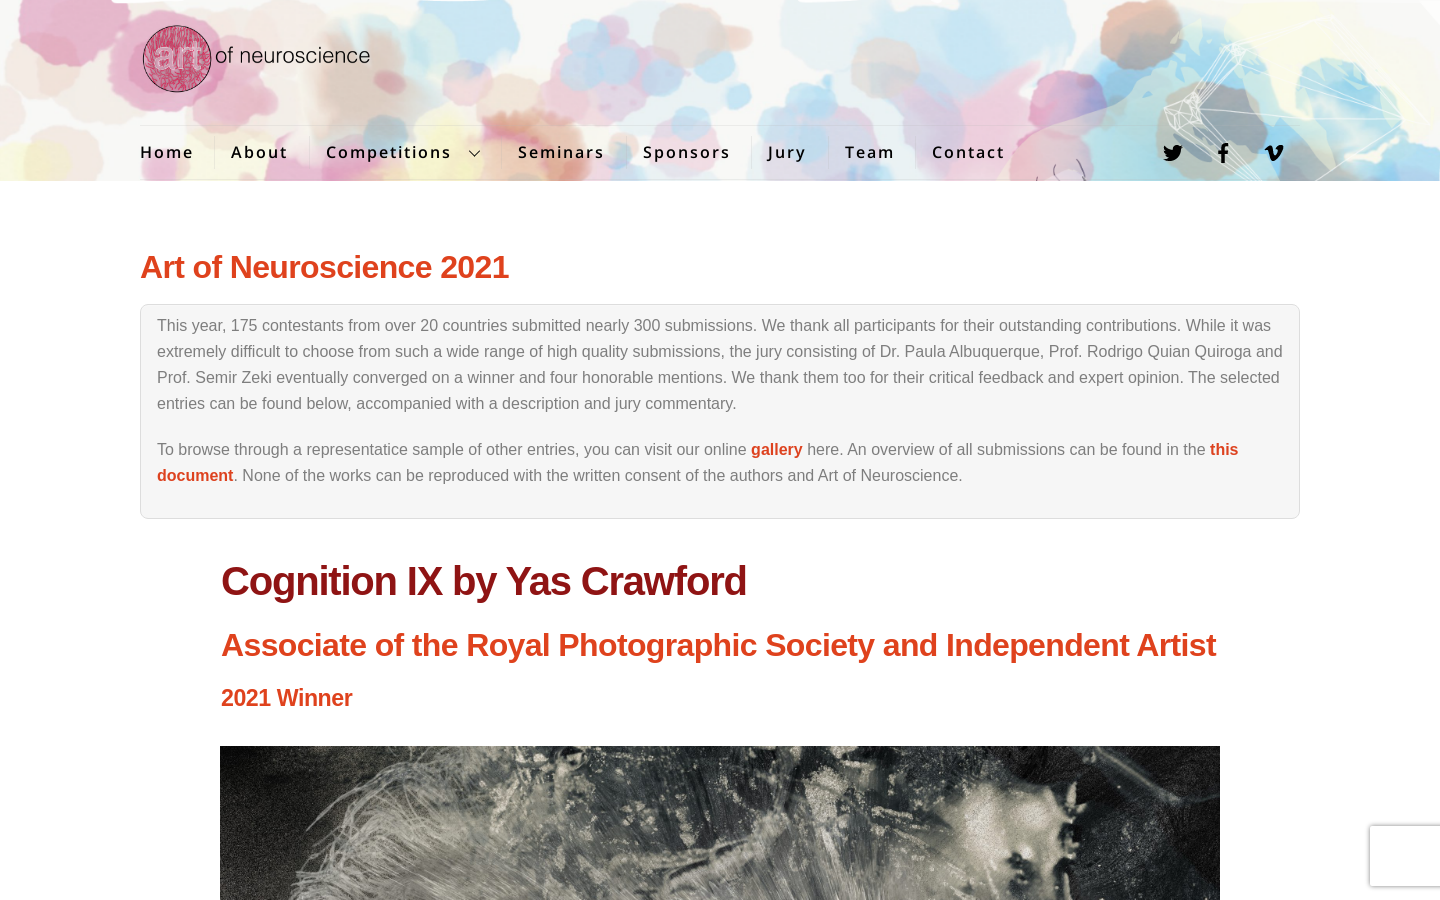 art of neuroscience
Home About Competitions Seminars Sponsors Jury Team Contact
Art of Neuroscience 2021
This year, 175 contestants from over 20 countries submitted nearly 300 submissions. We thank all participants for their outstanding contributions. While it was
extremely difficult to choose from such a wide range of high quality submissions, the jury consisting of Dr. Paula Albuquerque, Prof. Rodrigo Quian Quiroga and
Prof. Semir Zeki eventually converged on a winner and four honorable mentions. We thank them too for their critical feedback and expert opinion. The selected
entries can be found below, accompanied with a description and jury commentary.
To browse through a representatice sample of other entries, you can visit our online gallery here. An overview of all submissions can be found in the this
document. None of the works can be reproduced with the written consent of the authors and Art of Neuroscience.
Cognition IX by Yas Crawford
Associate of the Royal Photographic Society and Independent Artist
2021 Winner